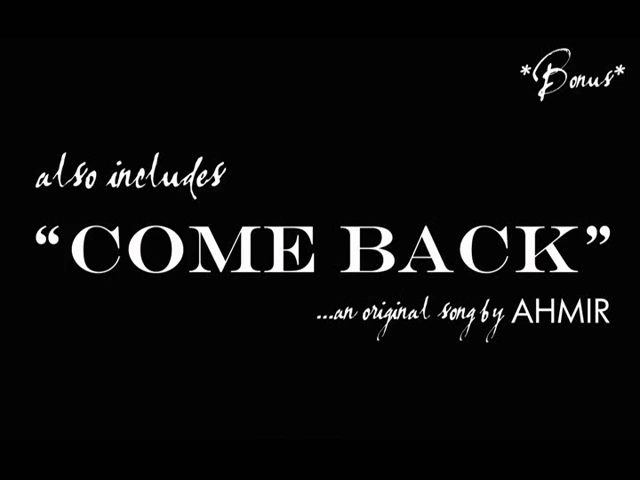 *Bonus*
also includes
“COME BACK”
...an original song by AHMIR